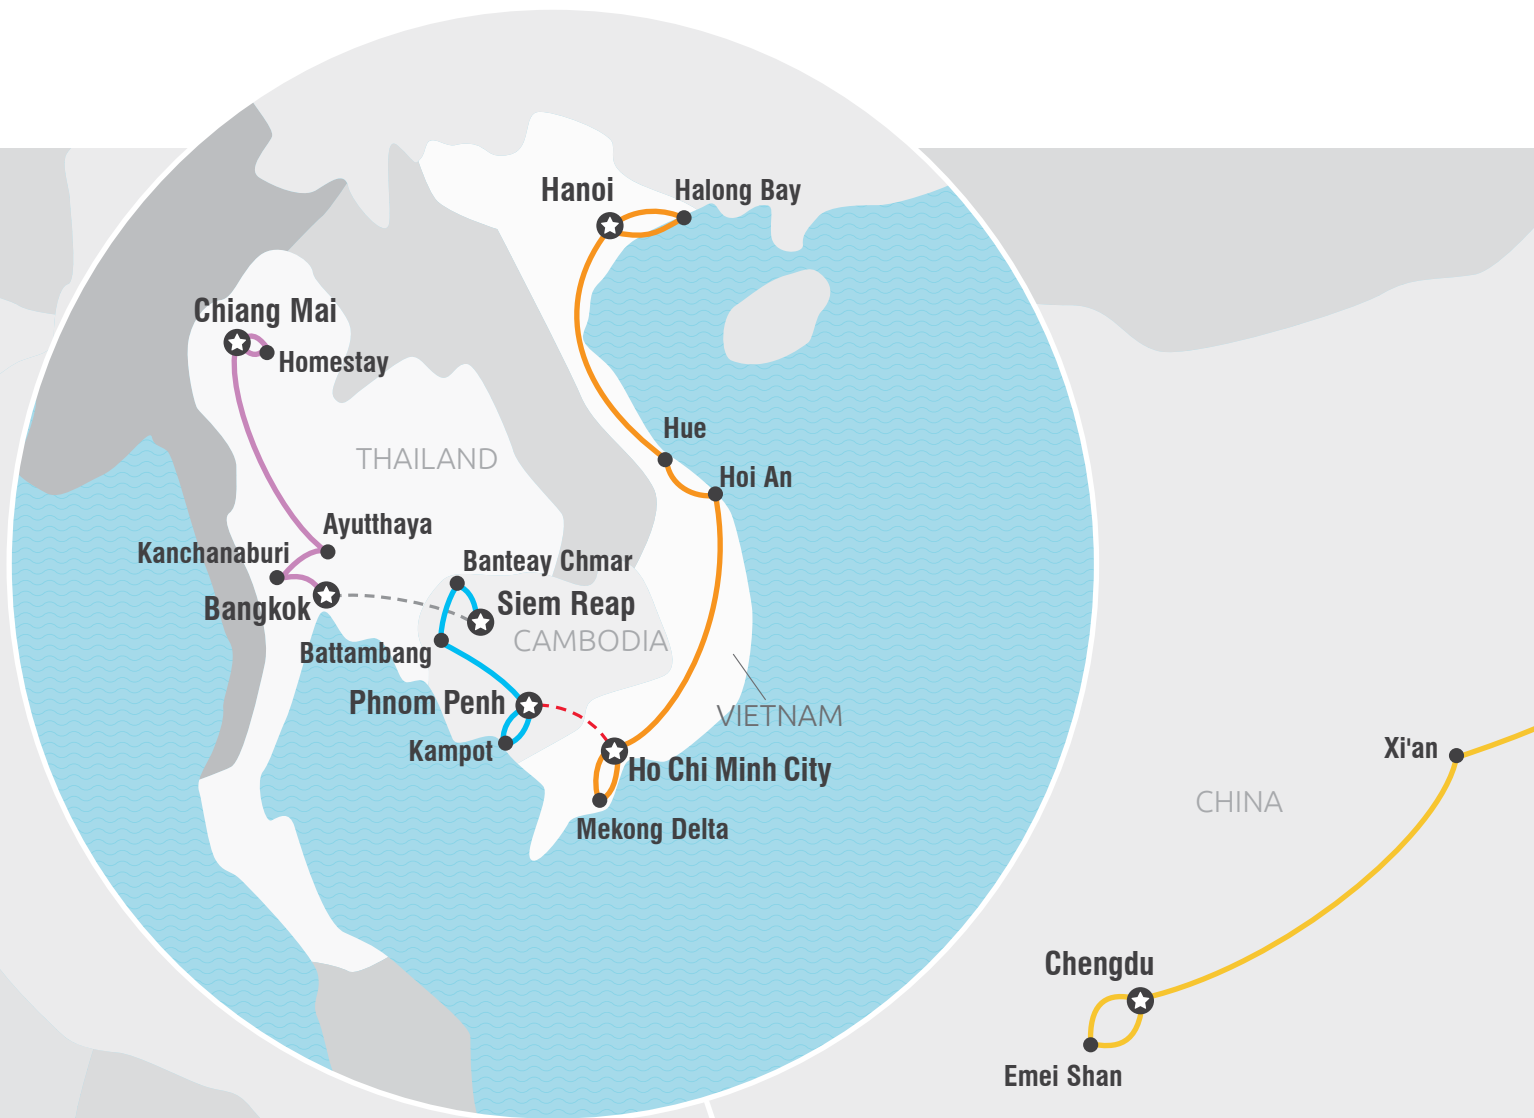 Hanoi
Halong Bay
Chiang Mai
Homestay
Hue
THAILAND
Hoi An
Ayutthaya
Kanchanaburi
Banteay Chmar
Bangkok
Siem Reap
CAMBODIA
Battambang
Phnom Penh
VIETNAM
Kampot
Xi'an
Ho Chi Minh City
CHINA
Mekong Delta
Chengdu
Emei Shan